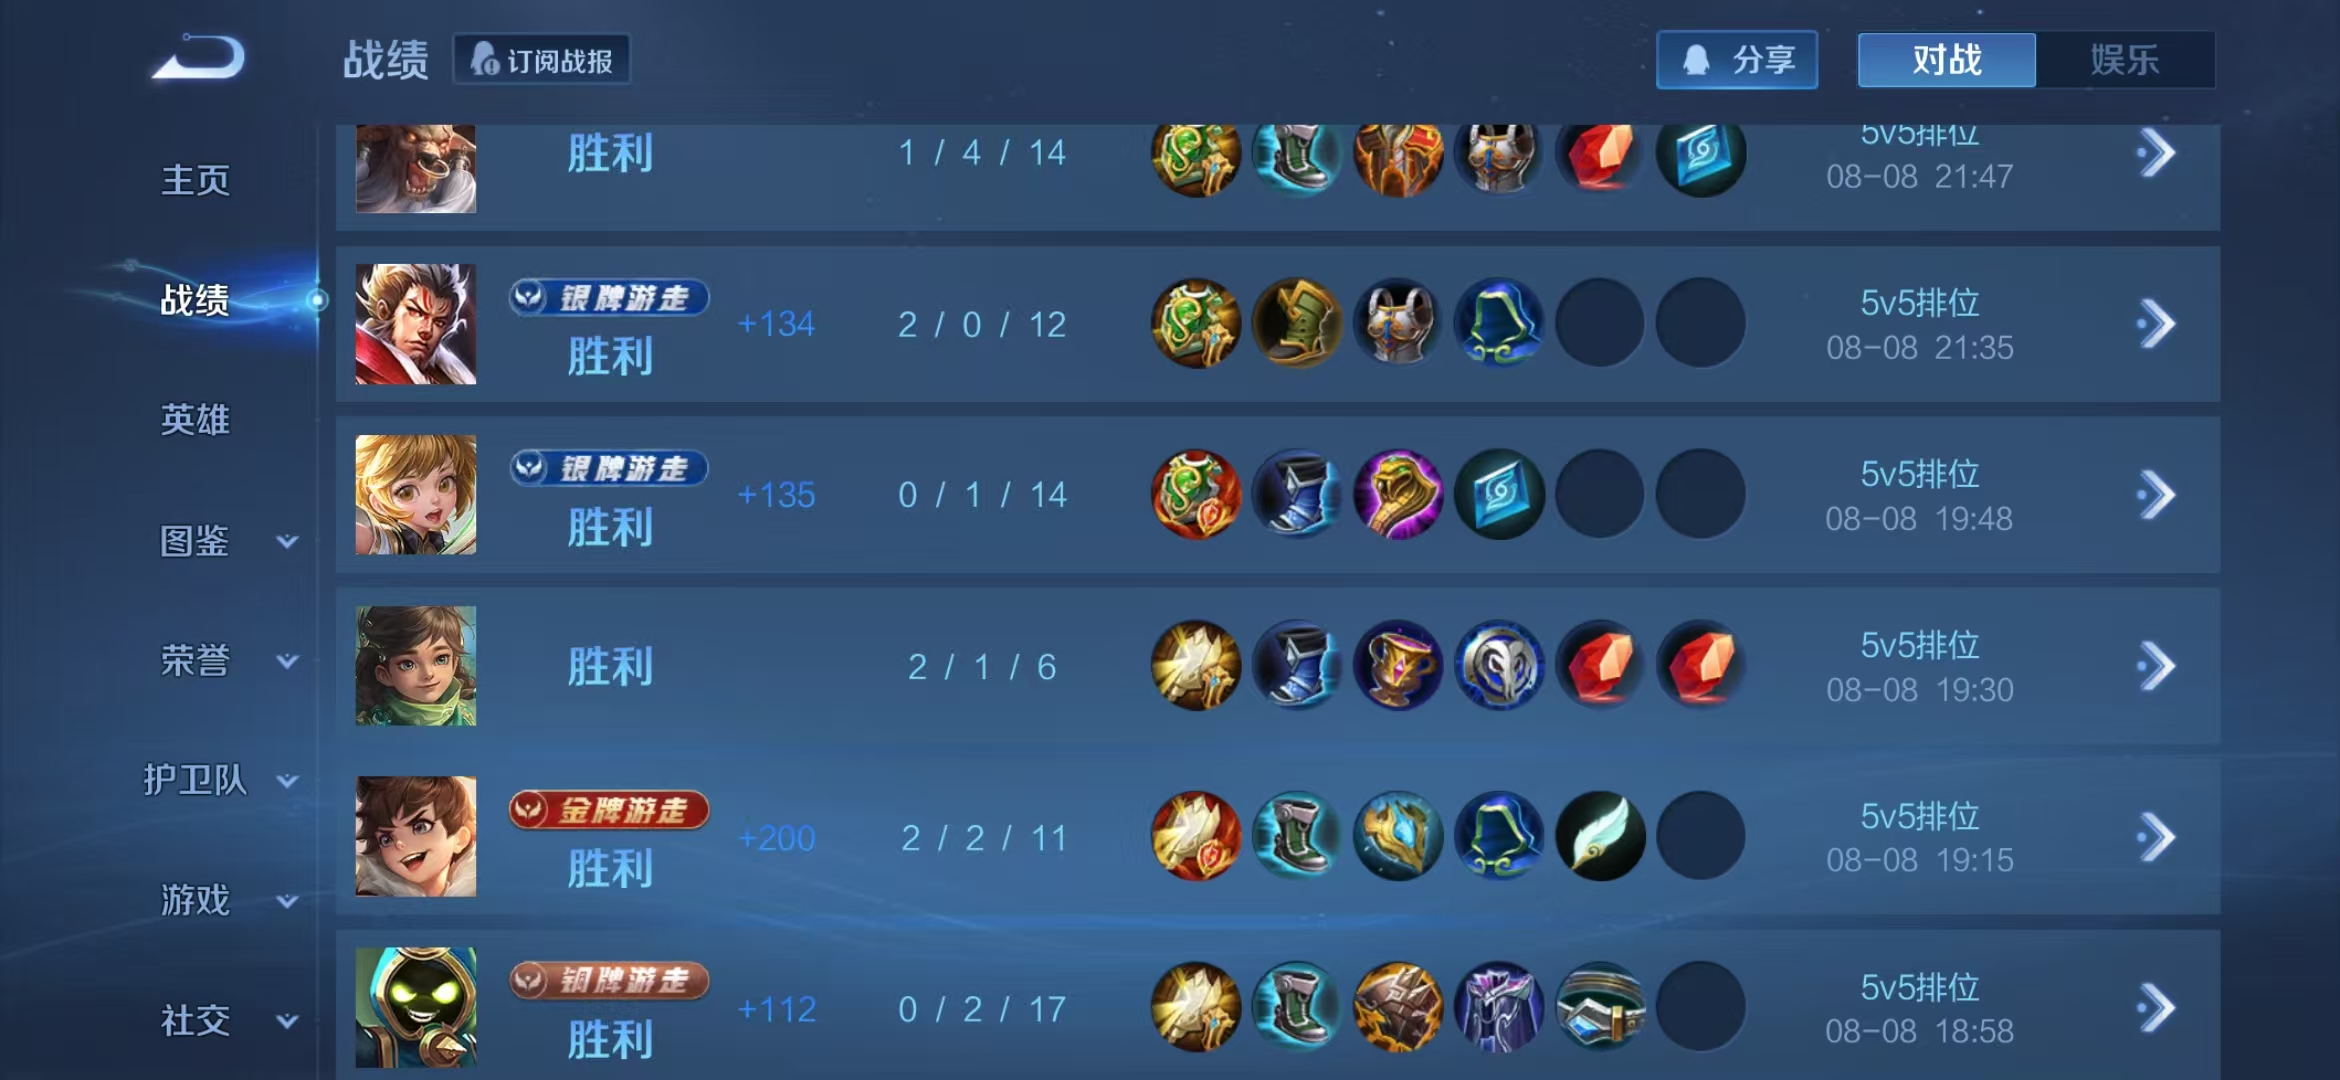 战绩
订阅战报
分享
对战
娱乐
主页
战绩
英雄
图鉴
荣誉
护卫队
游戏
社交
胜利
1 / 4 / 14
5v5排位
08-08 21:47
银牌游走
胜利
+134
2 / 0 / 12
5v5排位
08-08 21:35
银牌游走
胜利
+135
0 / 1 / 14
5v5排位
08-08 19:48
胜利
2 / 1 / 6
5v5排位
08-08 19:30
金牌游走
胜利
+200
2 / 2 / 11
5v5排位
08-08 19:15
铜牌游走
胜利
+112
0 / 2 / 17
5v5排位
08-08 18:58